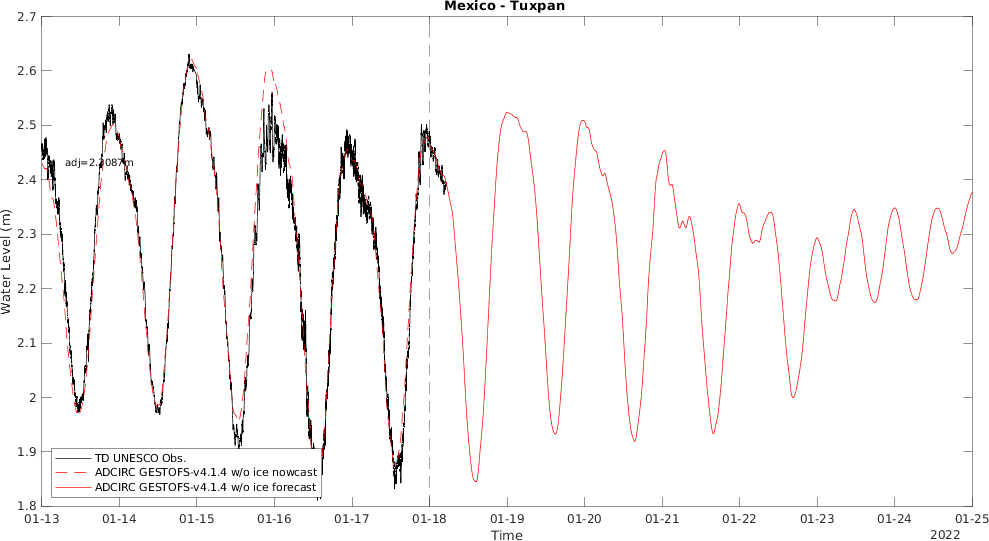 Mexico - Tuxpan
Water Level (m)
2.7
2.6
2.5
2.4
2.3
2.2
2.1
2
1.9
1.8
TD UNESCO Obs.
ADCIRC GESTOFS-v4.1.4 w/o ice nowcast
ADCIRC GESTOFS-v4.1.4 w/o ice forecast
01-13 01-14 01-15 01-16 01-17 01-18 01-19 01-20 01-21 01-22 01-23 01-24 01-25
Time
2022